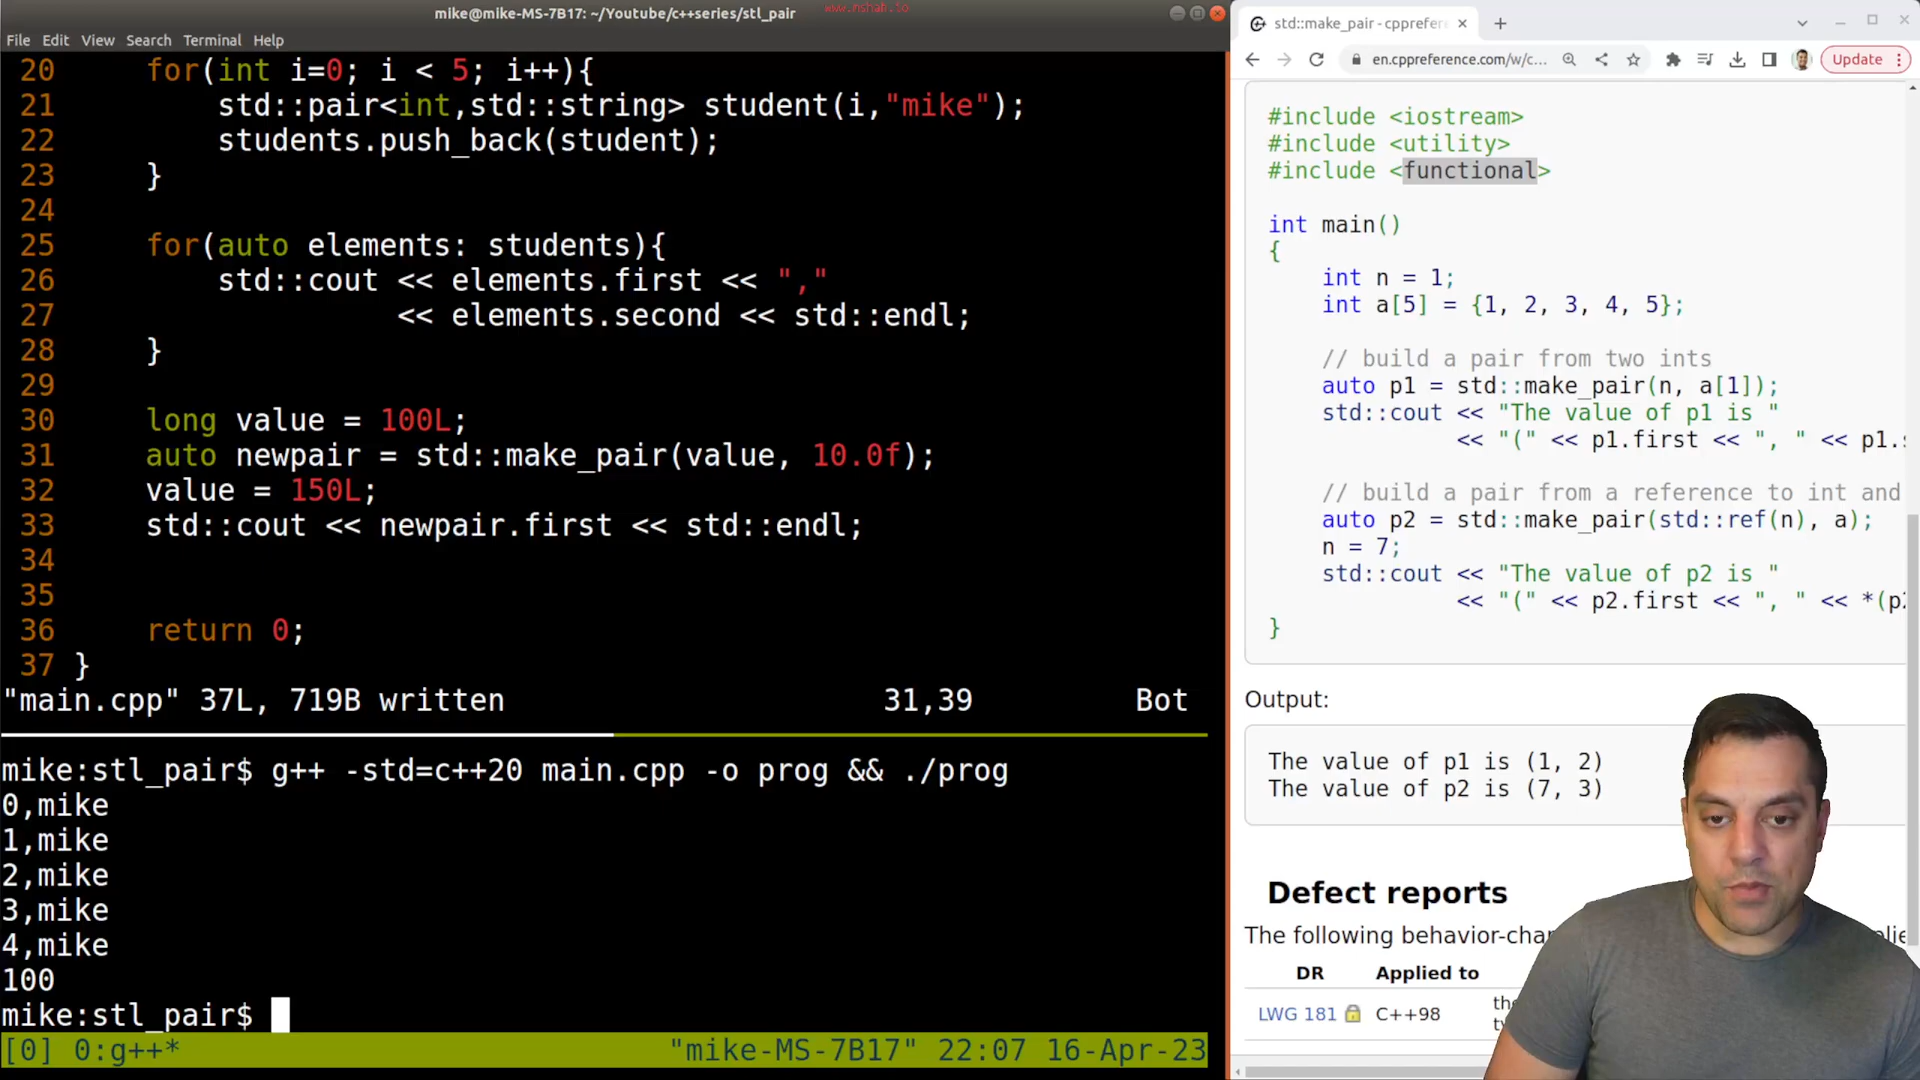 mike@mike-MS-7B17: ~/Youtube/c++series/stl_pair
www.mshah.io
File Edit View Search Terminal Help
20 for(int i=0; i < 5; i++){
21 std::pair<int,std::string> student(i,"mike");
22 students.push_back(student);
23 }
24
25 for(auto elements: students){
26 std::cout << elements.first << ","
27 << elements.second << std::endl;
28 }
29
30 long value = 100L;
31 auto newpair = std::make_pair(value, 10.0f);
32 value = 150L;
33 std::cout << newpair.first << std::endl;
34
35
36 return 0;
37 }
"main.cpp" 37L, 719B written 31,39 Bot
mike:stl_pair$ g++ -std=c++20 main.cpp -o prog && ./prog
0,mike
1,mike
2,mike
3,mike
4,mike
100
mike:stl_pair$
[0] 0:g++* "mike-MS-7B17" 22:07 16-Apr-23
std::make_pair - cpprefere
en.cppreference.com/w/c... Update
#include <iostream>
#include <utility>
#include <functional>
int main()
{
int n = 1;
int a[5] = {1, 2, 3, 4, 5};
// build a pair from two ints
auto p1 = std::make_pair(n, a[1]);
std::cout << "The value of p1 is "
<< "(" << p1.first << ", " << p1.s
// build a pair from a reference to int and
auto p2 = std::make_pair(std::ref(n), a);
n = 7;
std::cout << "The value of p2 is "
<< "(" << p2.first << ", " << *(p2
}
Output:
The value of p1 is (1, 2)
The value of p2 is (7, 3)
Defect reports
The following behavior-cha
DR Applied to
LWG 181 C++98 the